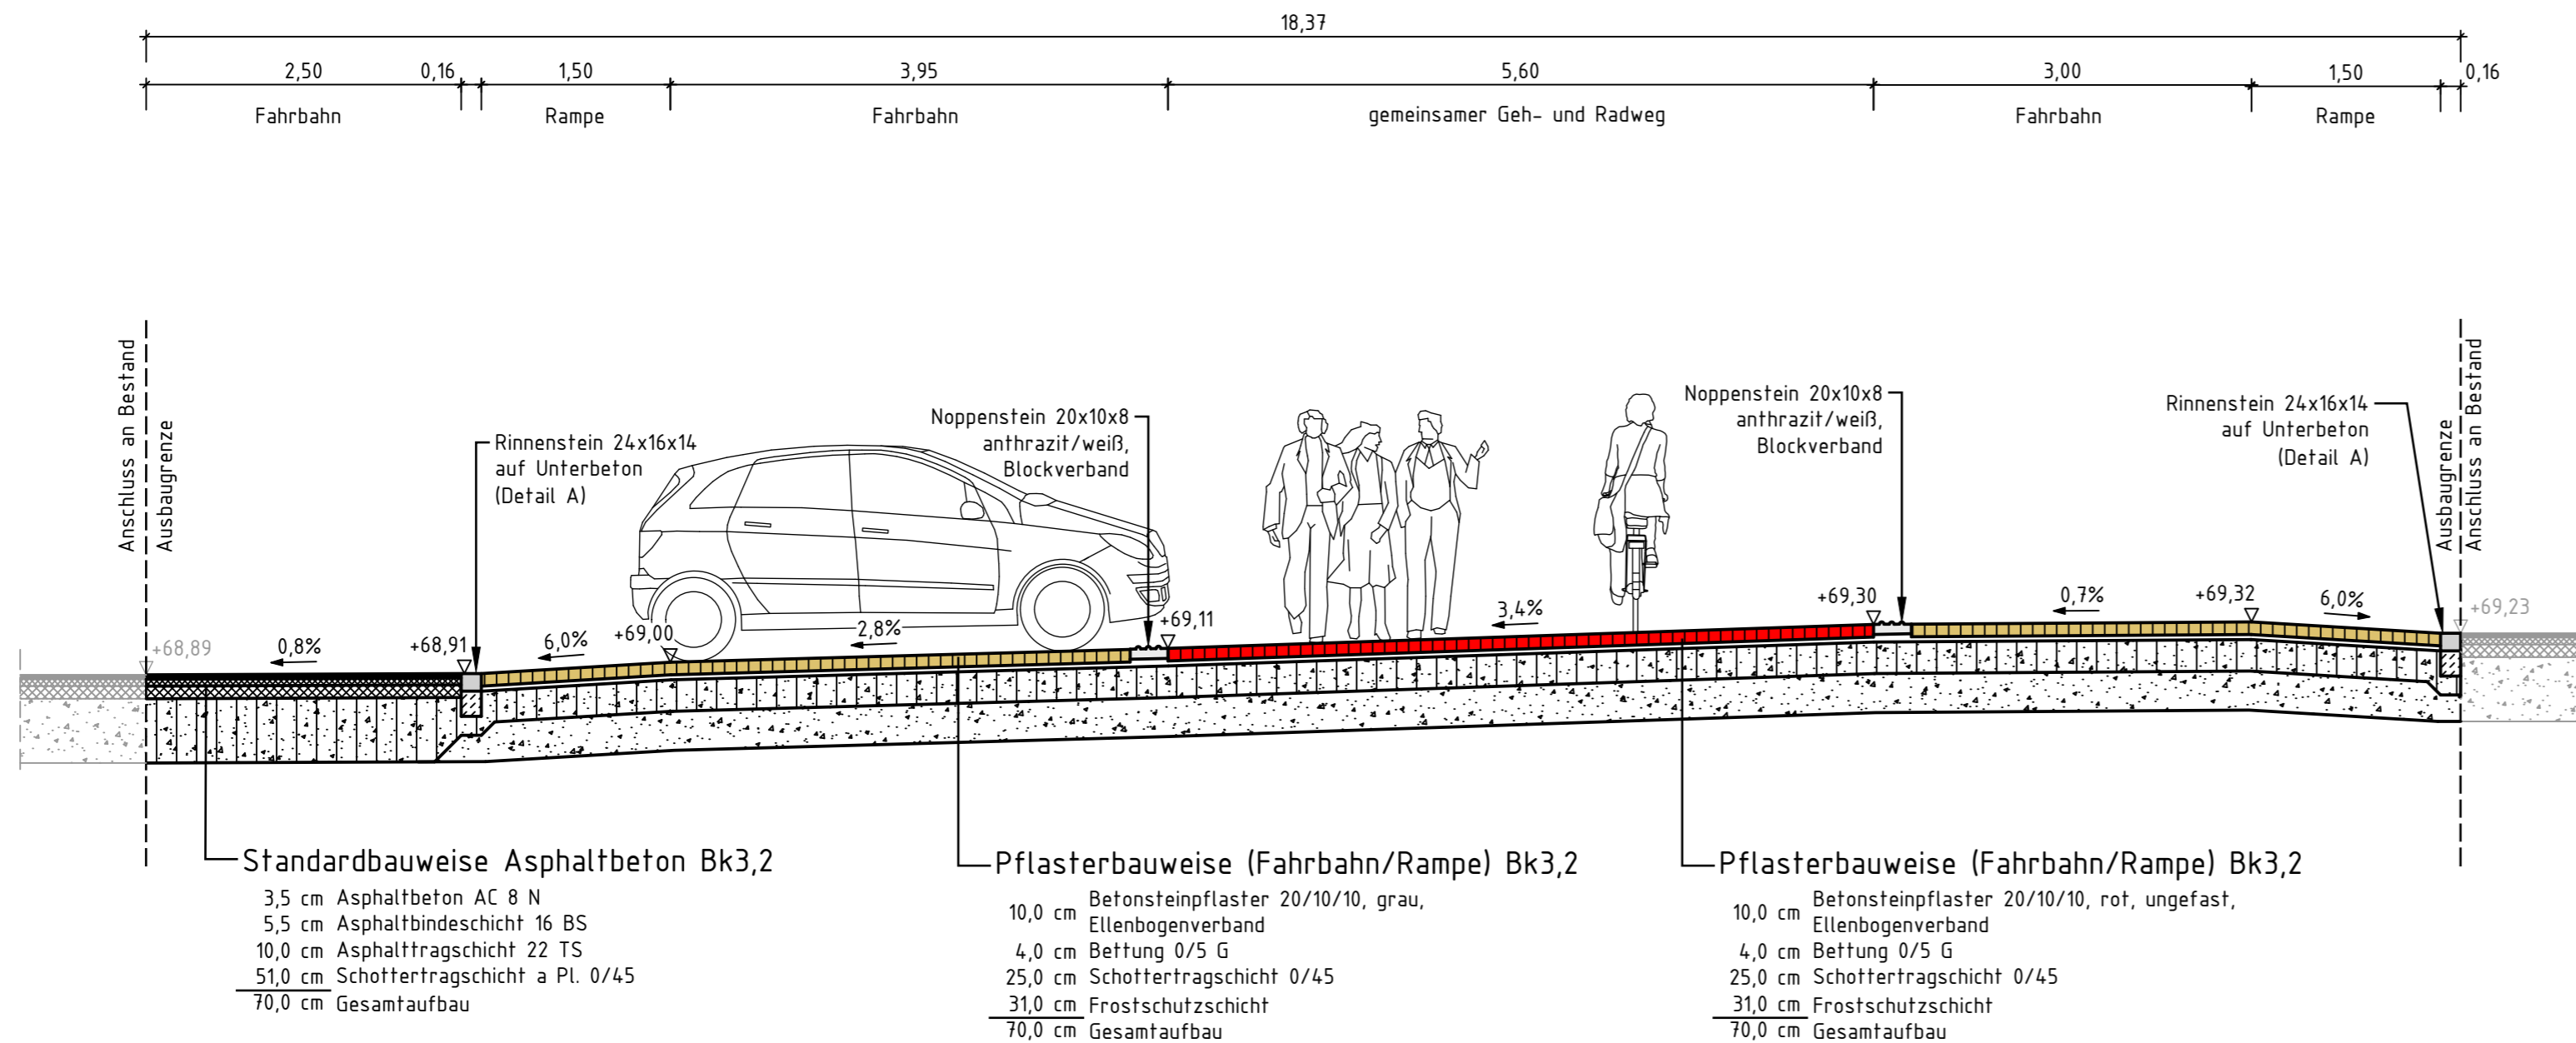 18,37
2,50
0,16
1,50
3,95
5,60
3,00
1,50
0,16
Fahrbahn
Rampe
Fahrbahn
gemeinsamer Geh- und Radweg
Fahrbahn
Rampe
Anschluss an Bestand
Ausbaugrenze
Rinnenstein 24x16x14
auf Unterbeton
(Detail A)
Noppenstein 20x10x8
anthrazit/weiß,
Blockverband
Noppenstein 20x10x8
anthrazit/weiß,
Blockverband
Rinnenstein 24x16x14
auf Unterbeton
(Detail A)
Ausbaugrenze
Anschluss an Bestand
+68,89
0,8%
+68,91
6,0%
+69,00
2,8%
+69,11
3,4%
+69,30
0,7%
+69,32
6,0%
+69,23
Standardbauweise Asphaltbeton Bk3,2
3,5 cm Asphaltbeton AC 8 N
5,5 cm Asphaltbindeschicht 16 BS
10,0 cm Asphalttragschicht 22 TS
51,0 cm Schottertragschicht a Pl. 0/45
70,0 cm Gesamtaufbau
Pflasterbauweise (Fahrbahn/Rampe) Bk3,2
10,0 cm Betonsteinpflaster 20/10/10, grau,
Ellenbogenverband
4,0 cm Bettung 0/5 G
25,0 cm Schottertragschicht 0/45
31,0 cm Frostschutzschicht
70,0 cm Gesamtaufbau
Pflasterbauweise (Fahrbahn/Rampe) Bk3,2
10,0 cm Betonsteinpflaster 20/10/10, rot, ungefast,
Ellenbogenverband
4,0 cm Bettung 0/5 G
25,0 cm Schottertragschicht 0/45
31,0 cm Frostschutzschicht
70,0 cm Gesamtaufbau